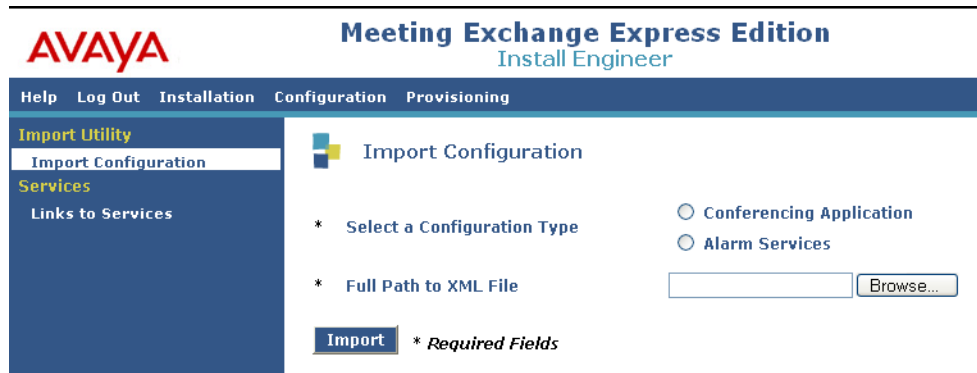 AVAYA
Meeting Exchange Express Edition
Install Engineer
Help Log Out Installation Configuration Provisioning
Import Utility
Import Configuration
Services
Links to Services
Import Configuration
* Select a Configuration Type
Conferencing Application
Alarm Services
* Full Path to XML File
Browse...
Import * Required Fields